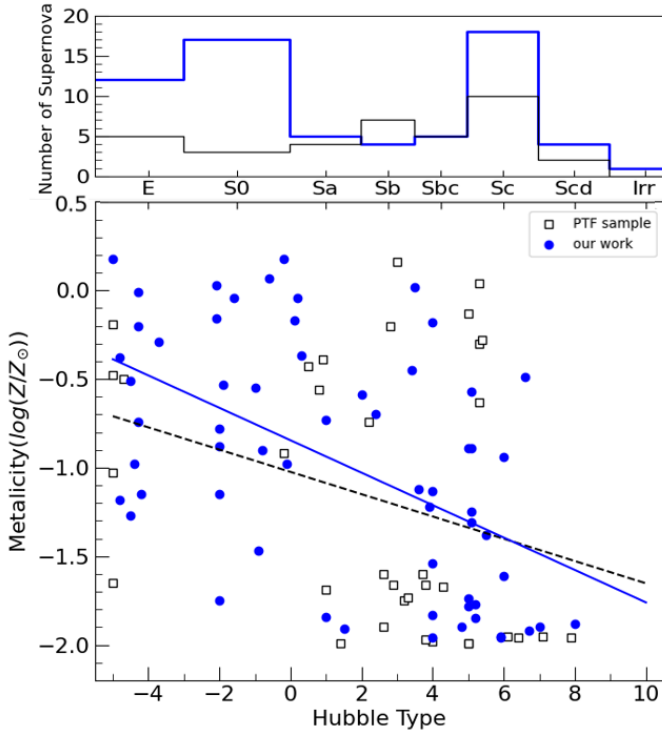 Number of Supernova
20
15
10
5
0
E S0 Sa Sb Sbc Sc Scd Irr
PTF sample
our work
Metalicity(log(Z/Z⊙))
0.5
0.0
−0.5
−1.0
−1.5
−2.0
−4 −2 0 2 4 6 8 10
Hubble Type